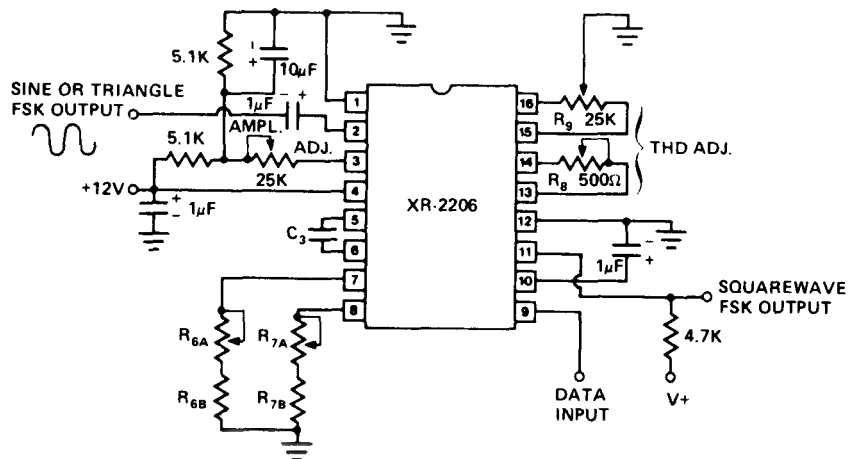 5.1K
10μF
SINE OR TRIANGLE
FSK OUTPUT
1μF
AMPL.
ADJ.
5.1K
25K
+12V
1μF
C3
R6A
R7A
R6B
R7B
1
2
3
4
5
6
7
8
XR-2206
16
15
14
13
12
11
10
9
R9 25K
THD ADJ.
R8 500Ω
1μF
SQUAREWAVE
FSK OUTPUT
4.7K
DATA
INPUT
V+